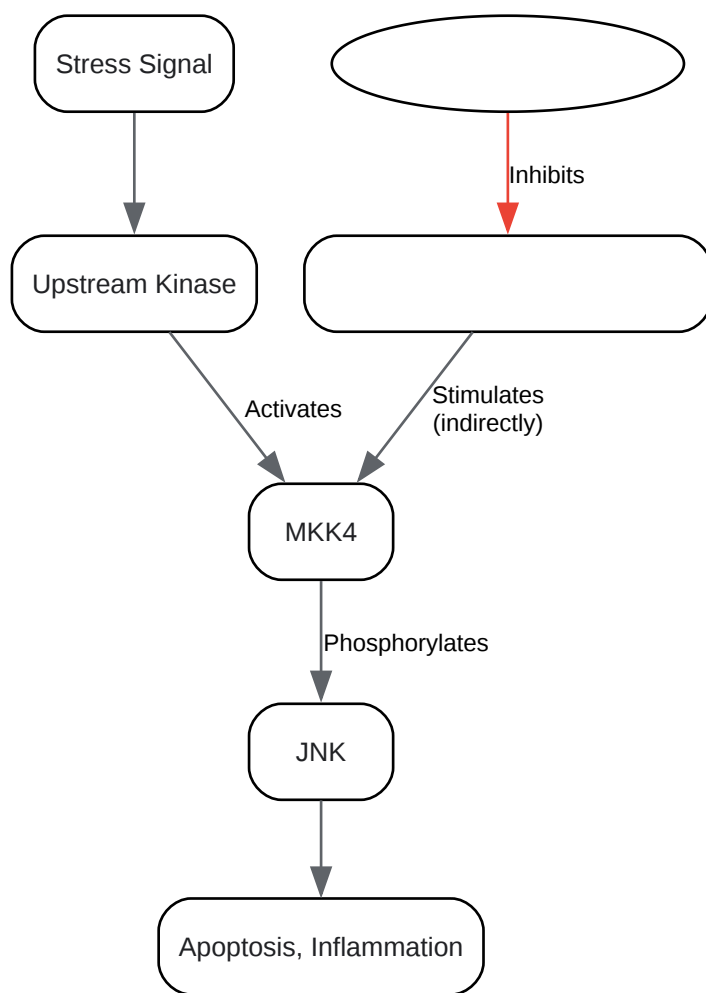 Stress Signal
Inhibits
Upstream Kinase
Activates
Stimulates
(indirectly)
MKK4
Phosphorylates
JNK
Apoptosis, Inflammation